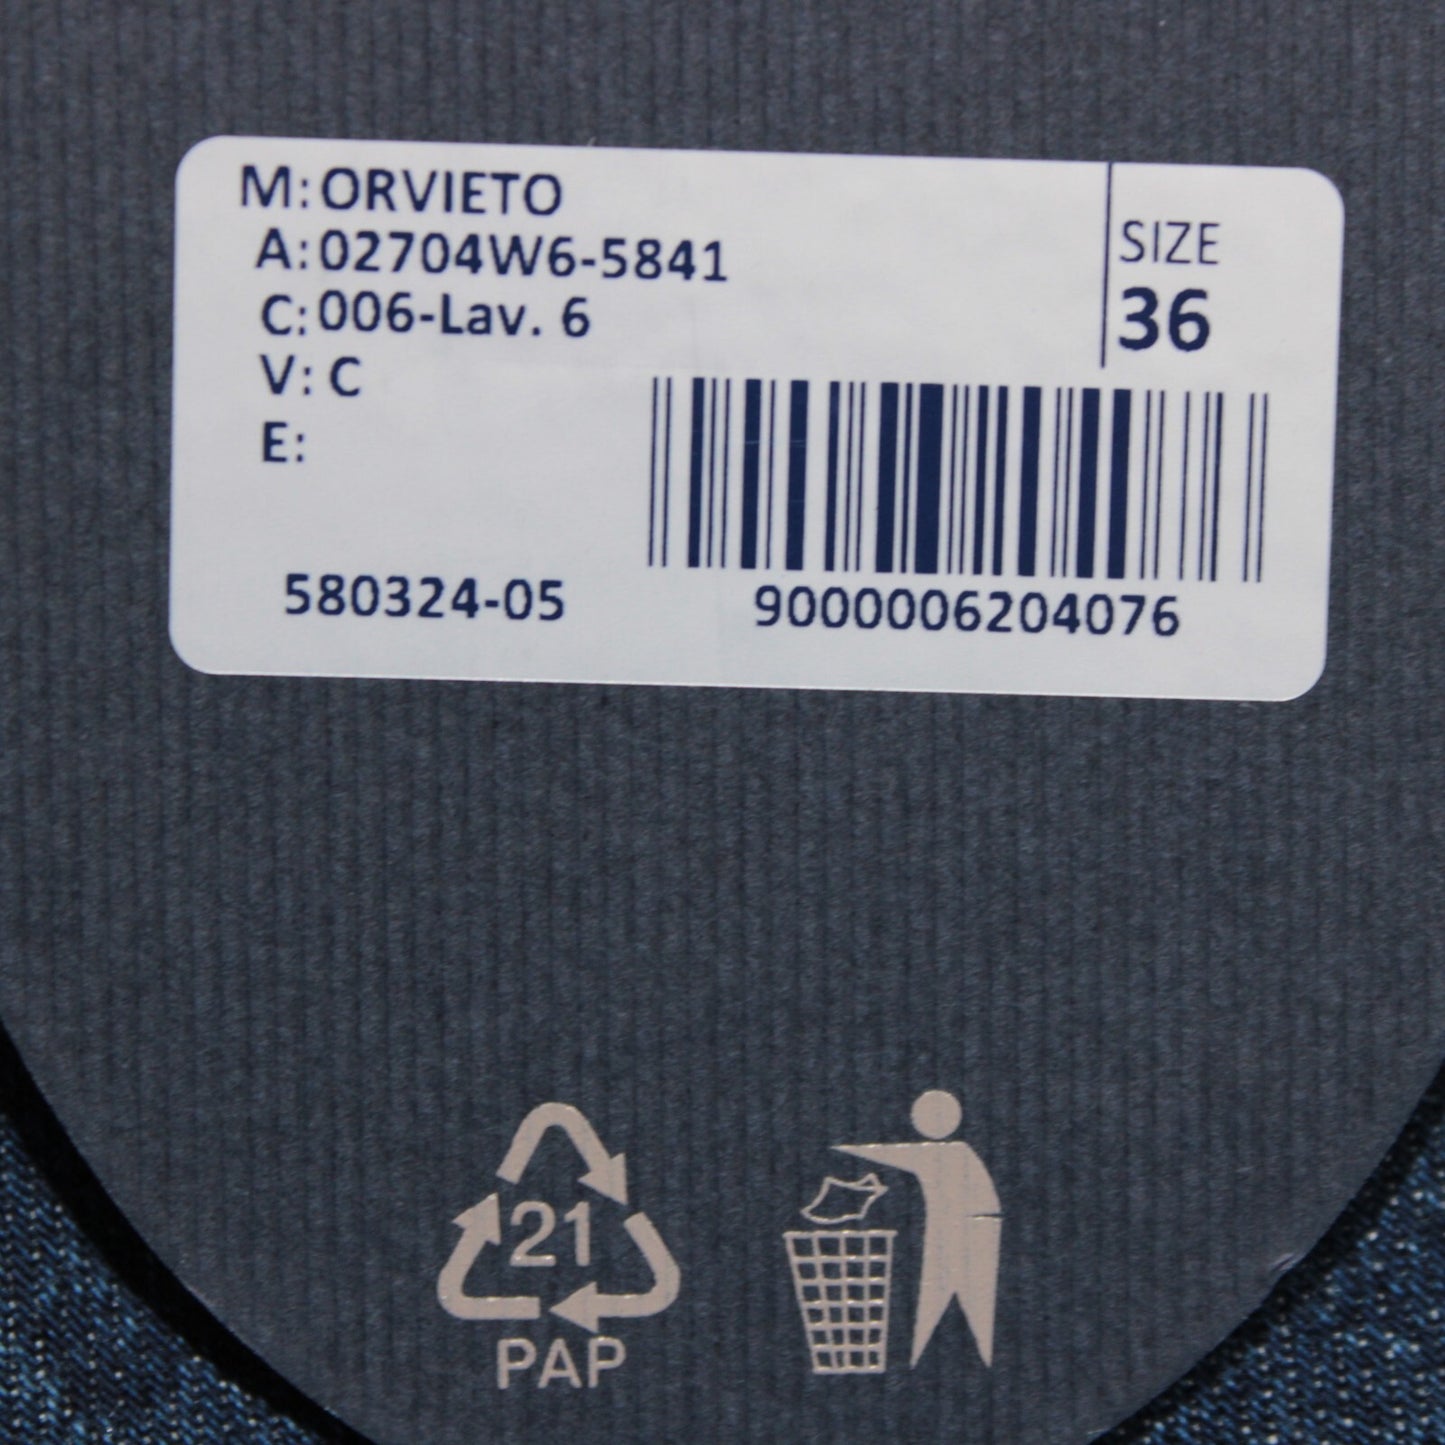 M: ORVIETO
A: 02704W6-5841
C: 006-Lav. 6
V: C
E:
SIZE
36
580324-05
9000006204076
21
PAP